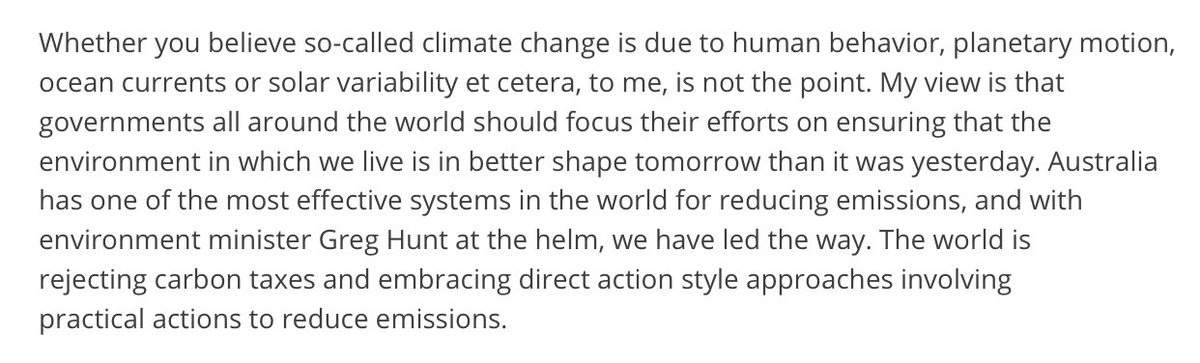 Whether you believe so-called climate change is due to human behavior, planetary motion,
ocean currents or solar variability et cetera, to me, is not the point. My view is that
governments all around the world should focus their efforts on ensuring that the
environment in which we live is in better shape tomorrow than it was yesterday. Australia
has one of the most effective systems in the world for reducing emissions, and with
environment minister Greg Hunt at the helm, we have led the way. The world is
rejecting carbon taxes and embracing direct action style approaches involving
practical actions to reduce emissions.